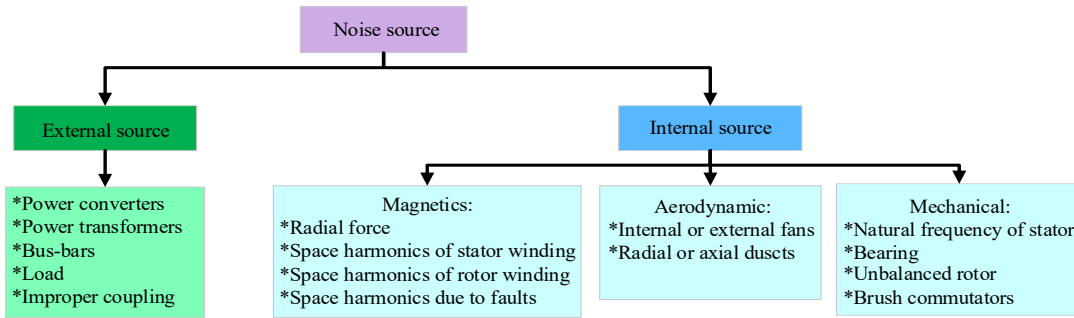 Noise source
External source
Internal source
*Power converters
*Power transformers
*Bus-bars
*Load
*Improper coupling
Magnetics:
*Radial force
*Space harmonics of stator winding
*Space harmonics of rotor winding
*Space harmonics due to faults
Aerodynamic:
*Internal or external fans
*Radial or axial duscts
Mechanical:
*Natural frequency of stator
*Bearing
*Unbalanced rotor
*Brush commutators